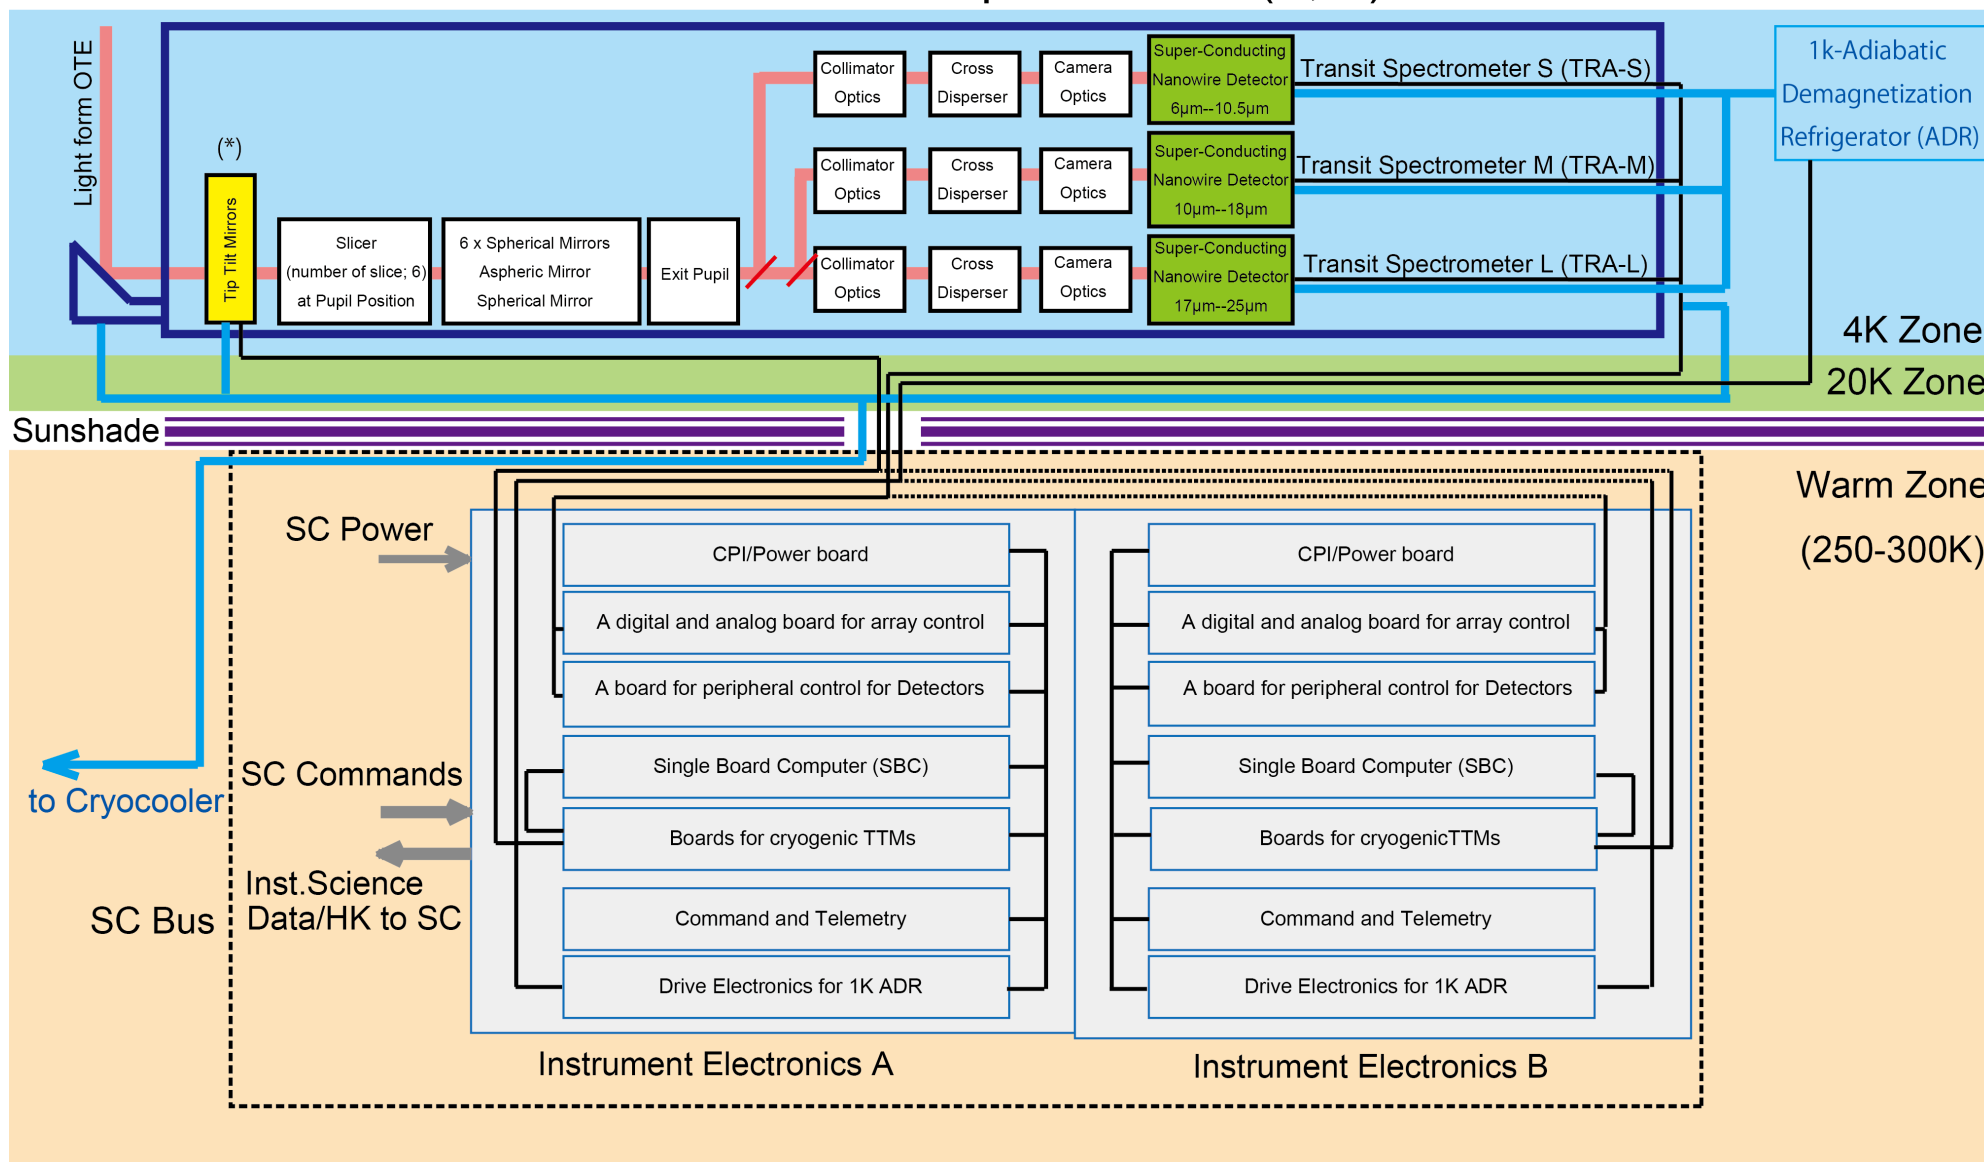 Light form OTE
(*)
Tip Tilt Mirrors
Slicer
(number of slice; 6)
at Pupil Position
6 x Spherical Mirrors
Aspheric Mirror
Spherical Mirror
Exit Pupil
Collimator
Optics
Cross
Disperser
Camera
Optics
Super-Conducting
Nanowire Detector
6μm--10.5μm
Transit Spectrometer S (TRA-S)
Collimator
Optics
Cross
Disperser
Camera
Optics
Super-Conducting
Nanowire Detector
10μm--18μm
Transit Spectrometer M (TRA-M)
Collimator
Optics
Cross
Disperser
Camera
Optics
Super-Conducting
Nanowire Detector
17μm--25μm
Transit Spectrometer L (TRA-L)
1k-Adiabatic
Demagnetization
Refrigerator (ADR)
4K Zone
20K Zone
Sunshade
Warm Zone
(250-300K)
SC Power
SC Commands
to Cryocooler
Inst.Science
Data/HK to SC
SC Bus
CPI/Power board
A digital and analog board for array control
A board for peripheral control for Detectors
Single Board Computer (SBC)
Boards for cryogenic TTMs
Command and Telemetry
Drive Electronics for 1K ADR
Instrument Electronics A
CPI/Power board
A digital and analog board for array control
A board for peripheral control for Detectors
Single Board Computer (SBC)
Boards for cryogenicTTMs
Command and Telemetry
Drive Electronics for 1K ADR
Instrument Electronics B